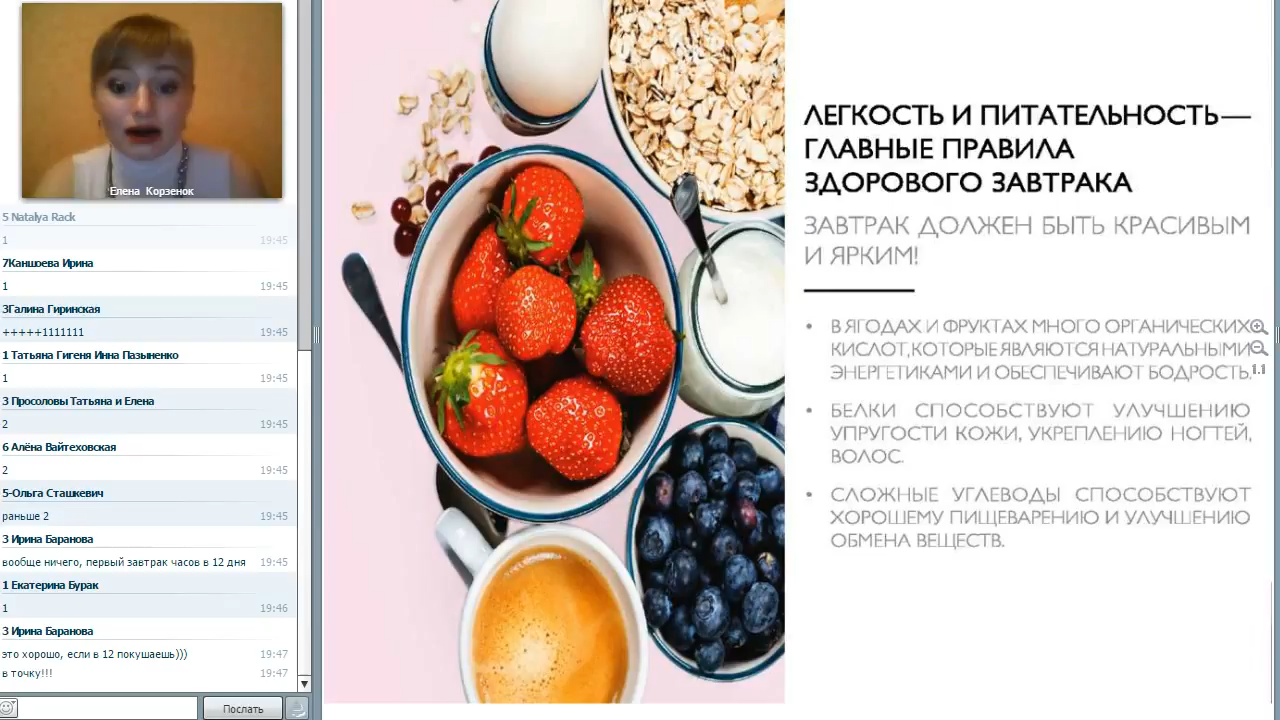 Елена Корзенок
5 Natalya Rack
1 19:45
7Каншоева Ирина
1 19:45
3Галина Гиринская
+++++1111111 19:45
1 Татьяна Гигеня Инна Пазыненко
1 19:45
3 Просоловы Татьяна и Елена
2 19:45
6 Алёна Вайтеховская
2 19:45
5-Ольга Сташкевич
раньше 2 19:45
3 Ирина Баранова
вообще ничего, первый завтрак часов в 12 дня 19:45
1 Екатерина Бурак
1 19:46
3 Ирина Баранова
это хорошо, если в 12 покушаешь))) 19:47
в точку!!! 19:47
Послать
ЛЕГКОСТЬ И ПИТАТЕЛЬНОСТЬ—
ГЛАВНЫЕ ПРАВИЛА
ЗДОРОВОГО ЗАВТРАКА
ЗАВТРАК ДОЛЖЕН БЫТЬ КРАСИВЫМ
И ЯРКИМ!
• В ЯГОДАХ И ФРУКТАХ МНОГО ОРГАНИЧЕСКИХ
КИСЛОТ, КОТОРЫЕ ЯВЛЯЮТСЯ НАТУРАЛЬНЫМИ
ЭНЕРГЕТИКАМИ И ОБЕСПЕЧИВАЮТ БОДРОСТЬ.
• БЕЛКИ СПОСОБСТВУЮТ УЛУЧШЕНИЮ
УПРУГОСТИ КОЖИ, УКРЕПЛЕНИЮ НОГТЕЙ,
ВОЛОС.
• СЛОЖНЫЕ УГЛЕВОДЫ СПОСОБСТВУЮТ
ХОРОШЕМУ ПИЩЕВАРЕНИЮ И УЛУЧШЕНИЮ
ОБМЕНА ВЕЩЕСТВ.
1:1